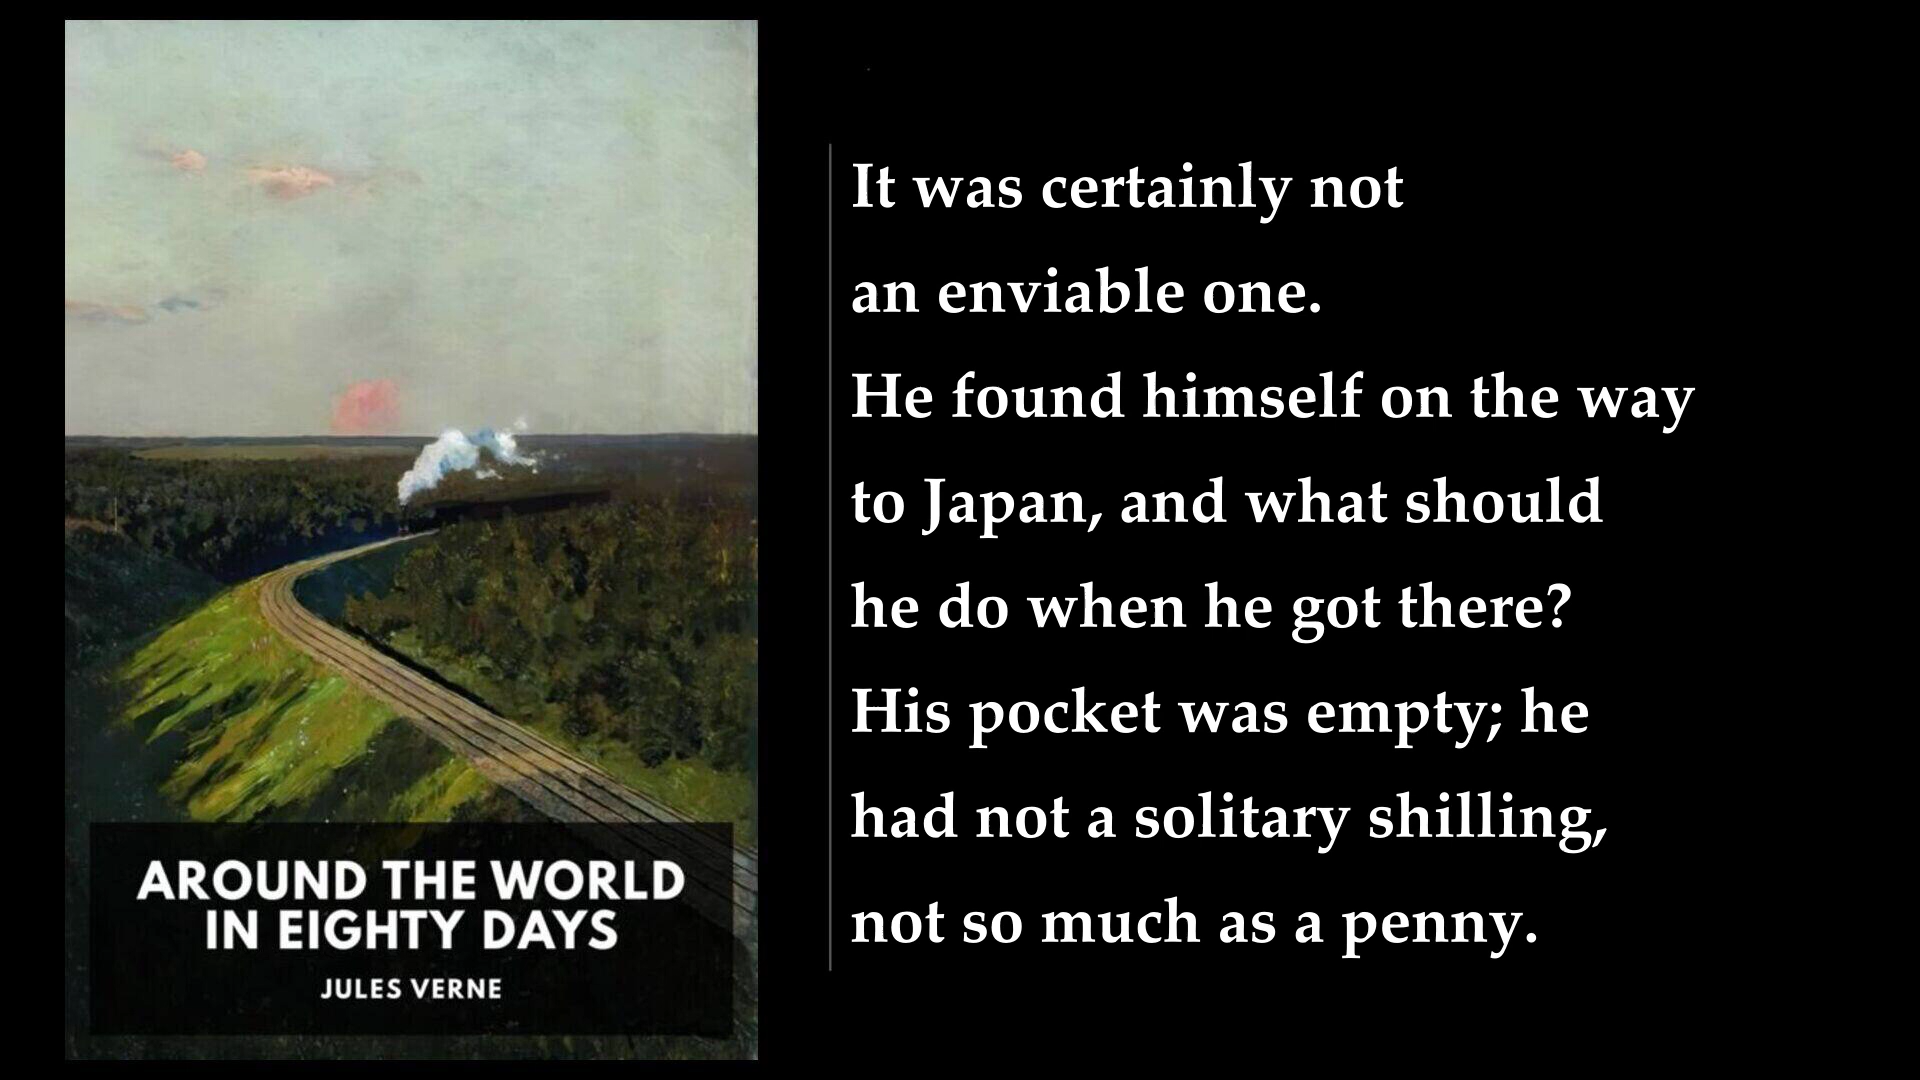 AROUND THE WORLD
IN EIGHTY DAYS
JULES VERNE
It was certainly not
an enviable one.
He found himself on the way
to Japan, and what should
he do when he got there?
His pocket was empty; he
had not a solitary shilling,
not so much as a penny.